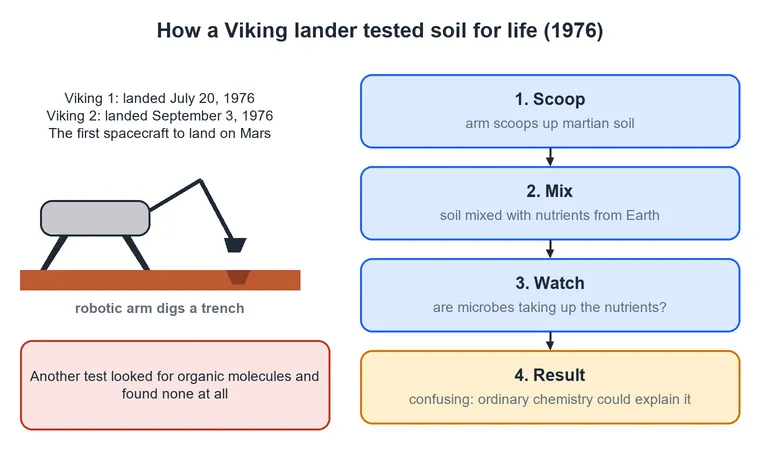 How a Viking lander tested soil for life (1976)
Viking 1: landed July 20, 1976
Viking 2: landed September 3, 1976
The first spacecraft to land on Mars
robotic arm digs a trench
Another test looked for organic molecules and
found none at all
1. Scoop
arm scoops up martian soil
2. Mix
soil mixed with nutrients from Earth
3. Watch
are microbes taking up the nutrients?
4. Result
confusing: ordinary chemistry could explain it